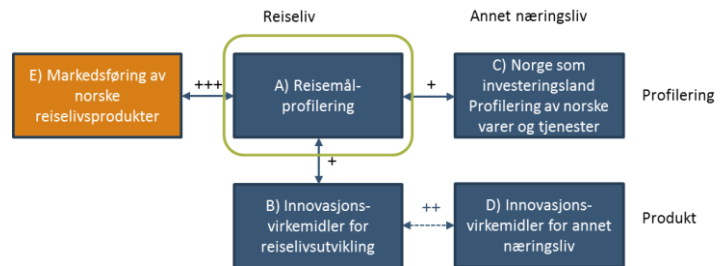 Reiseliv
Annet næringsliv
E) Markedsføring av
norske
reiselivsprodukter
+++
A) Reisemål-
profilering
+
C) Norge som
investeringsland
Profilering av norske
varer og tjenester
Profilering
+
B) Innovasjons-
virkemidler for
reiselivsutvikling
++
D) Innovasjons-
virkemidler for annet
næringsliv
Produkt